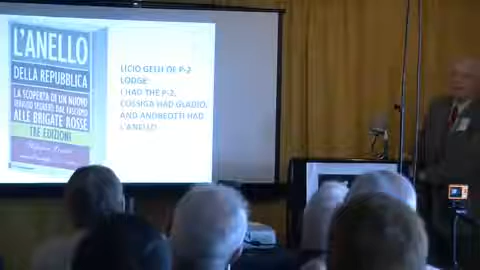 L'ANELLO
DELLA REPUBBLICA
LA SCOPERTA DI UN NUOVO
SERVIZIO SEGRETO DAL FASCISMO
ALLE BRIGATE ROSSE
TRE EDIZIONI
LICIO GELLI OF P-2
LODGE:
I HAD THE P-2,
COSSIGA HAD GLADIO,
AND ANDREOTTI HAD
L'ANELLO